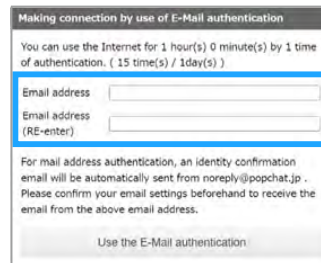 Making connection by use of E-Mail authentication
You can use the Internet for 1 hour(s) 0 minute(s) by 1 time
of authentication. ( 15 time(s) / 1day(s) )
Email address
Email address
(RE-enter)
For mail address authentication, an identity confirmation
email will be automatically sent from noreply@popchat.jp .
Please confirm your email settings beforehand to receive the
email from the above email address.
Use the E-Mail authentication